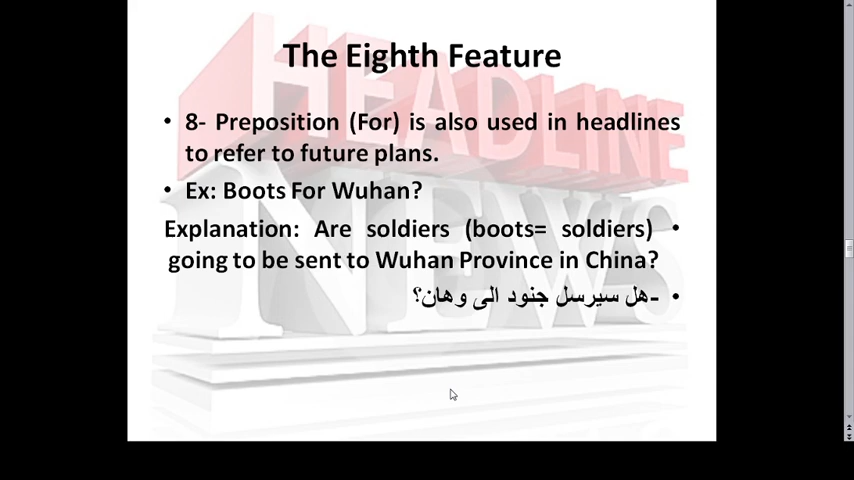 The Eighth Feature
• 8- Preposition (For) is also used in headlines
to refer to future plans.
• Ex: Boots For Wuhan?
Explanation: Are soldiers (boots= soldiers) •
going to be sent to Wuhan Province in China?
• -هل سيرسل جنود الى وهان؟
HEADLINE
NEWS